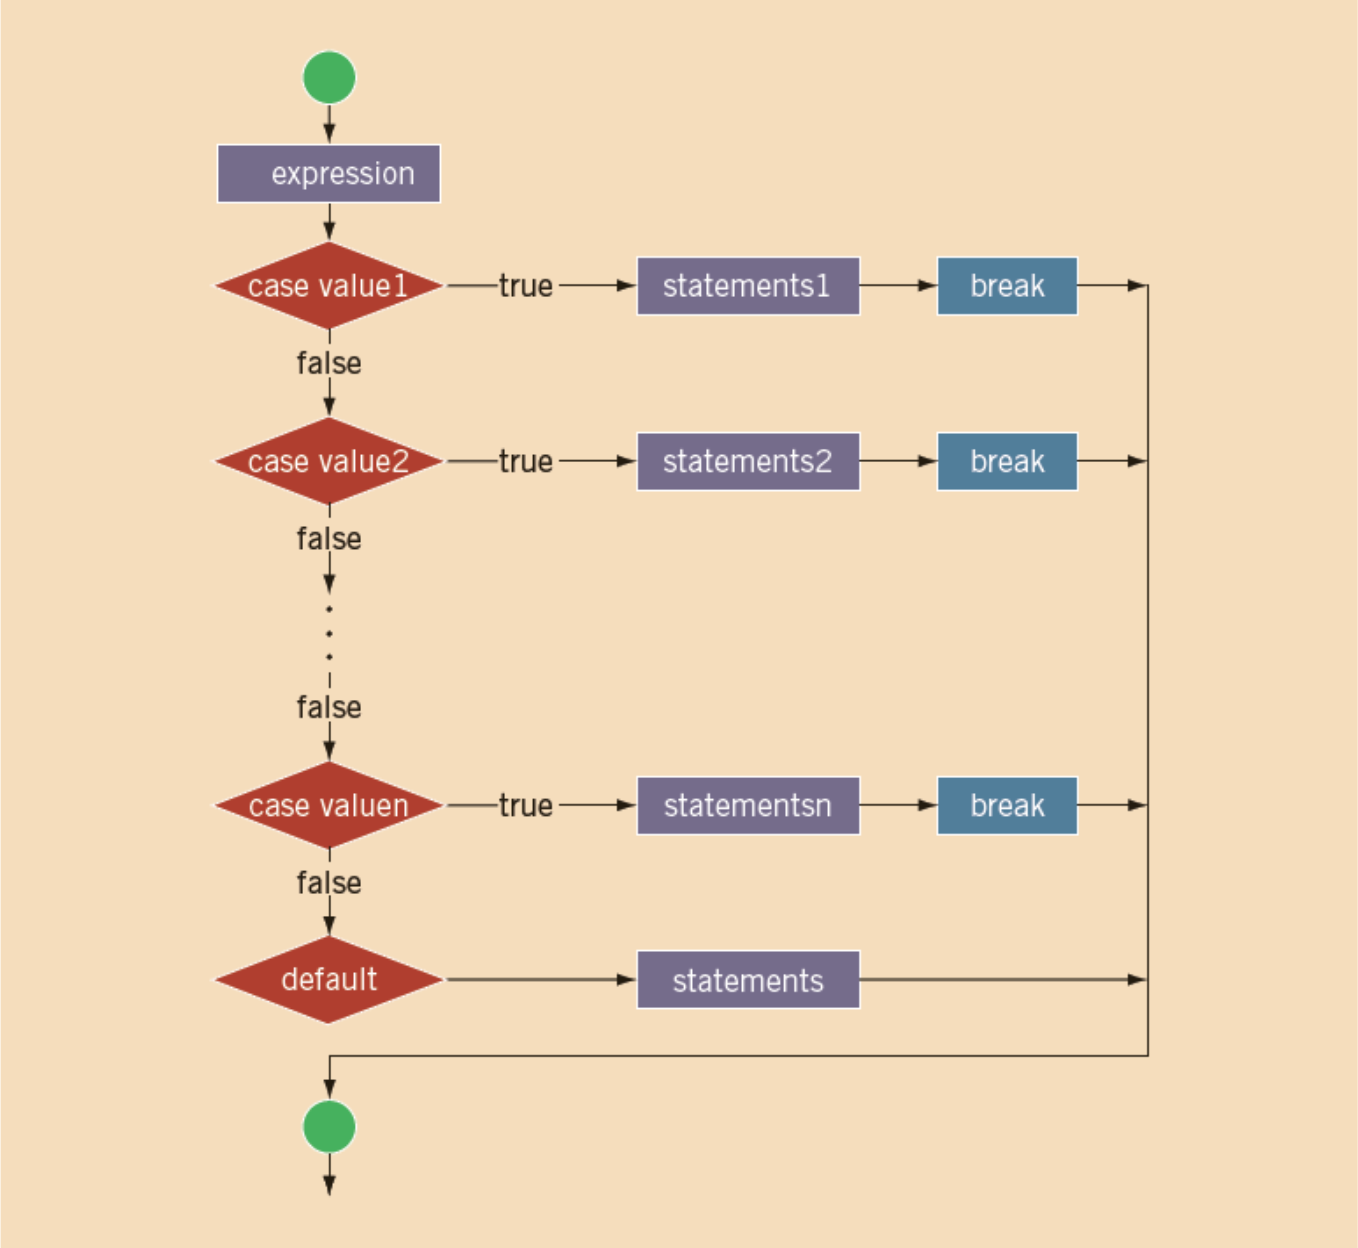 expression
case value1
true
statements1
break
false
case value2
true
statements2
break
false
false
case valuen
true
statementsn
break
false
default
statements